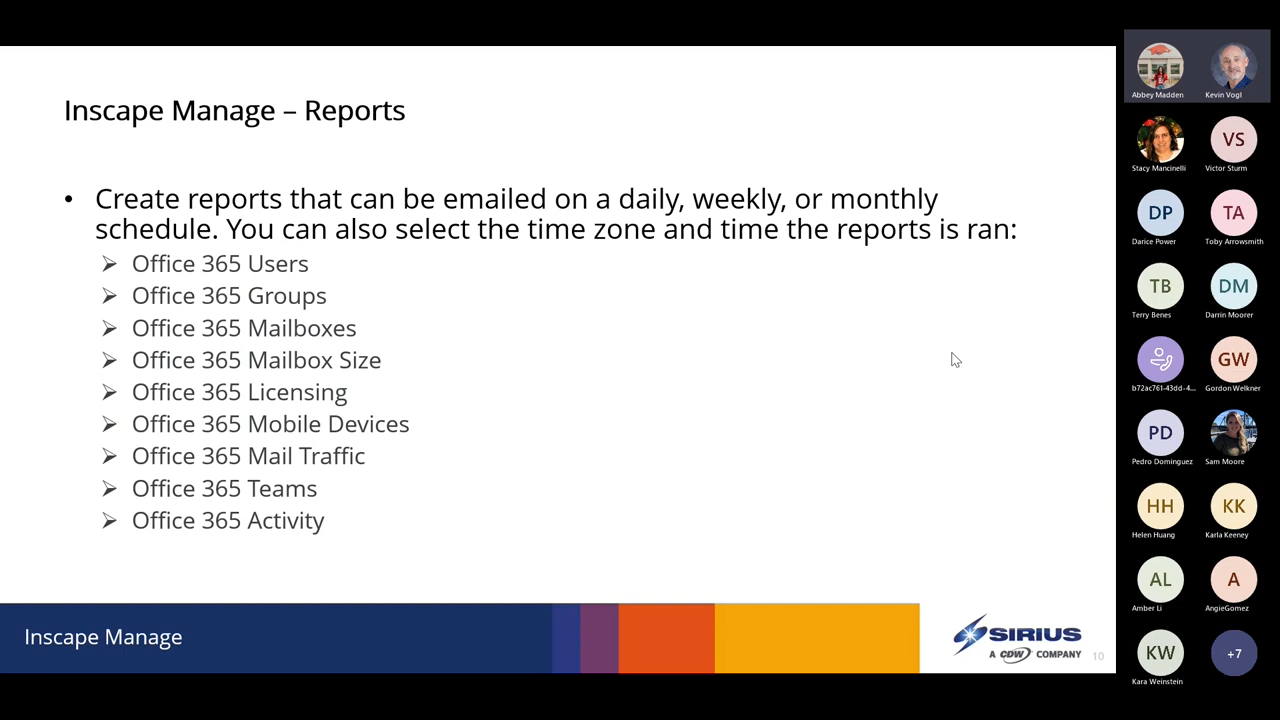 Inscape Manage – Reports
• Create reports that can be emailed on a daily, weekly, or monthly
schedule. You can also select the time zone and time the reports is ran:
➢ Office 365 Users
➢ Office 365 Groups
➢ Office 365 Mailboxes
➢ Office 365 Mailbox Size
➢ Office 365 Licensing
➢ Office 365 Mobile Devices
➢ Office 365 Mail Traffic
➢ Office 365 Teams
➢ Office 365 Activity
Inscape Manage
SIRIUS
A CDW COMPANY
10
Abbey Madden
Kevin Vogl
Stacy Mancinelli
VS
Victor Sturm
DP
Darice Power
TA
Toby Arrowsmith
TB
Terry Benes
DM
Darrin Moorer
b72ac761-43dd-4...
GW
Gordon Welkner
PD
Pedro Dominguez
Sam Moore
HH
Helen Huang
KK
Karla Keeney
AL
Amber Li
A
AngieGomez
KW
Kara Weinstein
+7